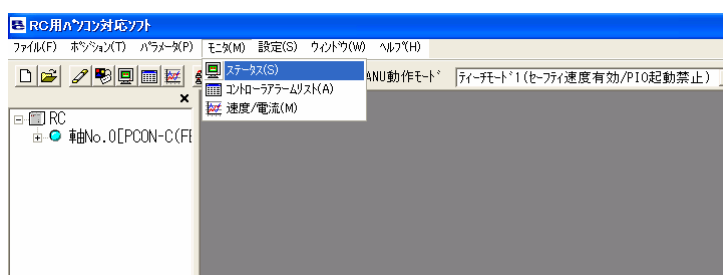 RC用ﾊﾟｿｺﾝ対応ｿﾌﾄ
ﾌｧｲﾙ(F) ﾎﾟｼﾞｼｮﾝ(T) ﾊﾟﾗﾒｰﾀ(P) ﾓﾆﾀ(M) 設定(S) ｳｨﾝﾄﾞｳ(W) ﾍﾙﾌﾟ(H)
ｽﾃｰﾀｽ(S)
ｺﾝﾄﾛｰﾗｱﾗｰﾑﾘｽﾄ(A)
速度/電流(M)
ANU動作ﾓｰﾄﾞ ﾃｨｰﾁﾓｰﾄﾞ1(ｾｰﾌﾃｨ速度有効/PIO起動禁止)
RC
軸No.0[PCON-C(FE